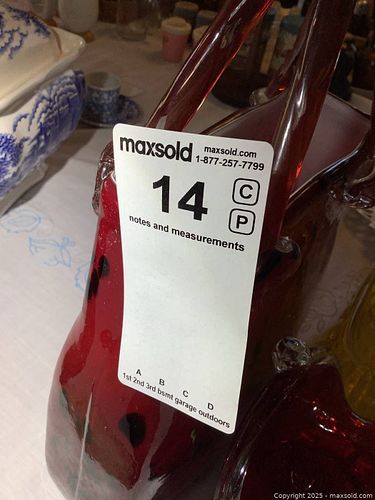 maxsold maxsold.com
1-877-257-7799
14 C
P
notes and measurements
A B C D
1st 2nd 3rd bsmt garage outdoors
Copyright 2025 - maxsold.com